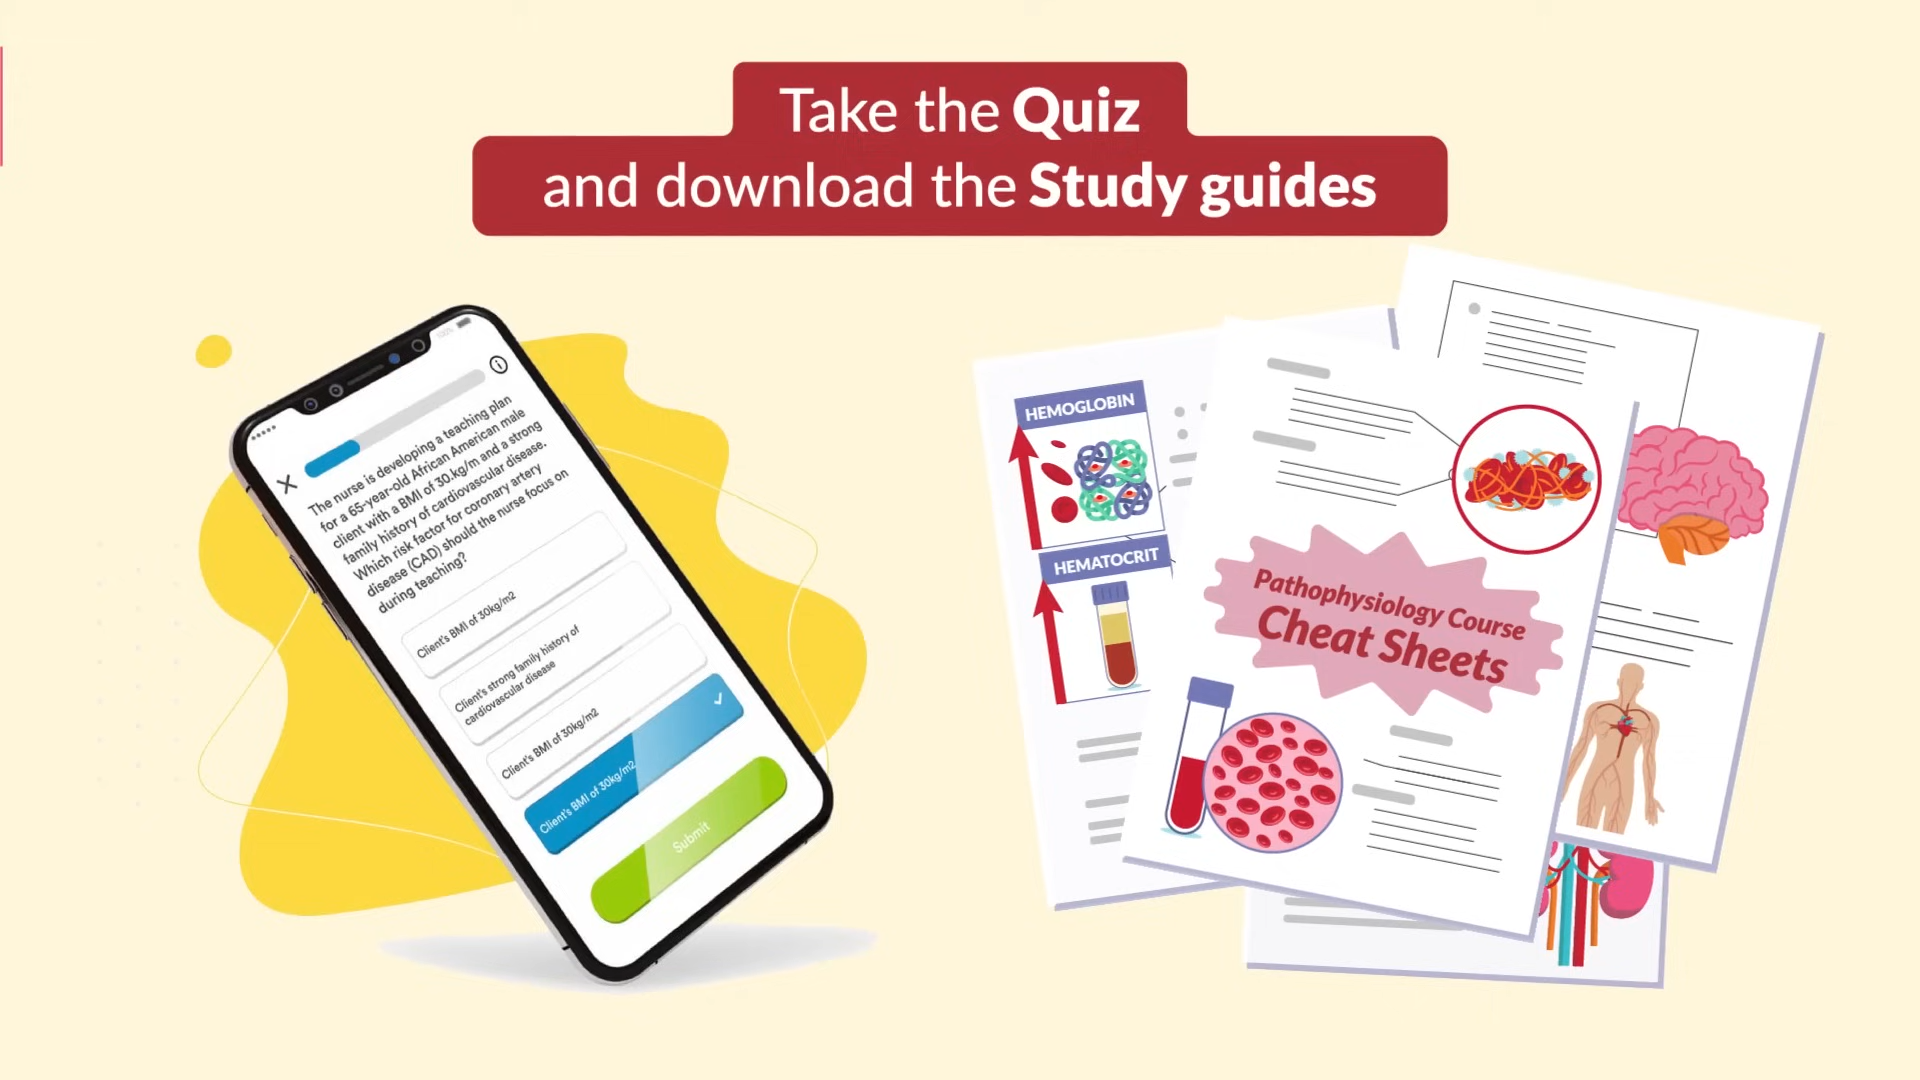 Take the Quiz
and download the Study guides
100%
The nurse is developing a teaching plan
for a 65-year-old African American male
client with a BMI of 30.kg/m and a strong
family history of cardiovascular disease.
Which risk factor for coronary artery
disease (CAD) should the nurse focus on
during teaching?
Client's BMI of 30kg/m2
Client's strong family history of
cardiovascular disease
Client's BMI of 30kg/m2
Client's BMI of 30kg/m2
Submit
HEMOGLOBIN
HEMATOCRIT
Pathophysiology Course
Cheat Sheets